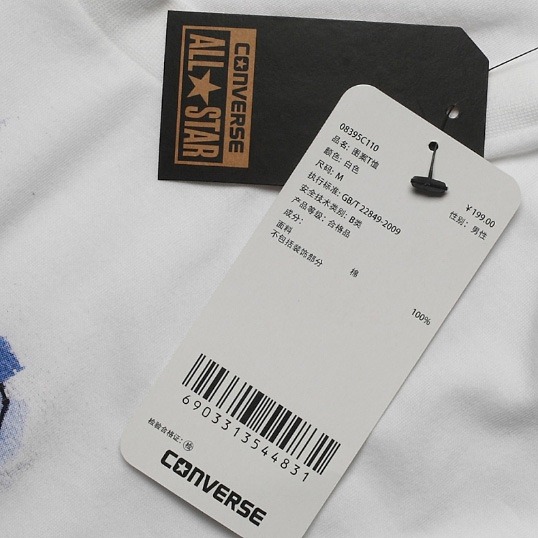 CONVERSE
ALL★STAR
08395C110
品名: 图案T恤
颜色: 白色
尺码: M
¥199.00
性别: 男性
执行标准: GB/T 22849-2009
安全技术类别: B类
产品等级: 合格品
成分:
面料
棉 100%
不包括装饰部分
6903313544831
检验合格证:
CONVERSE